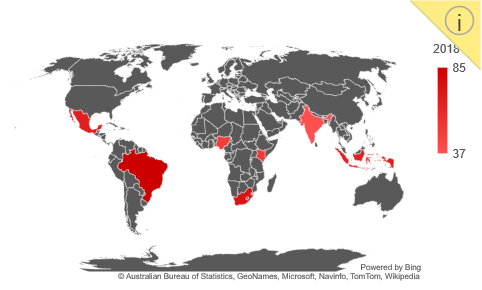 i
2018
85
37
Powered by Bing
© Australian Bureau of Statistics, GeoNames, Microsoft, Navinfo, TomTom, Wikipedia